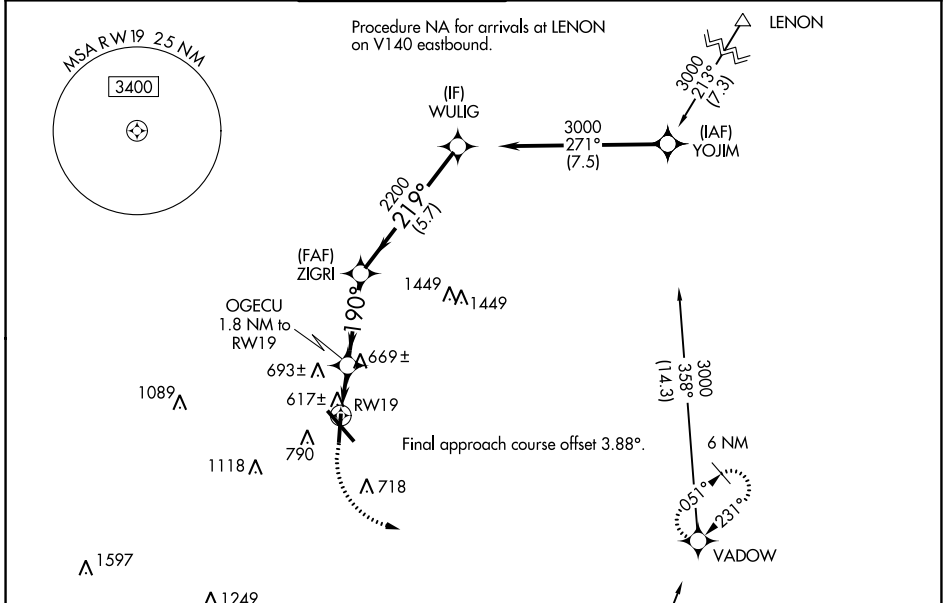 MSA RW19 25 NM
3400
Procedure NA for arrivals at LENON
on V140 eastbound.
LENON
3000
213°
(7.3)
(IAF)
YOJIM
3000
271°
(7.5)
(IF)
WULIG
2200
219°
(5.7)
(FAF)
ZIGRI
190°
1449
1449
OGECU
1.8 NM to
RW19
669±
693±
617±
RW19
1089
790
1118
718
Final approach course offset 3.88°.
3000
358°
(14.3)
6 NM
051°
231°
VADOW
1597
1249